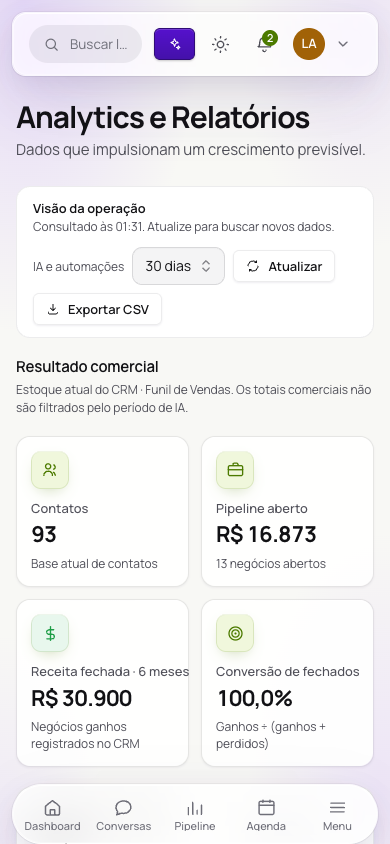 Buscar l...
2
LA
Analytics e Relatórios
Dados que impulsionam um crescimento previsível.
Visão da operação
Consultado às 01:31. Atualize para buscar novos dados.
IA e automações
30 dias
Atualizar
Exportar CSV
Resultado comercial
Estoque atual do CRM · Funil de Vendas. Os totais comerciais não
são filtrados pelo período de IA.
Contatos
93
Base atual de contatos
Pipeline aberto
R$ 16.873
13 negócios abertos
Receita fechada · 6 meses
R$ 30.900
Negócios ganhos
registrados no CRM
Conversão de fechados
100,0%
Ganhos ÷ (ganhos +
perdidos)
Dashboard
Conversas
Pipeline
Agenda
Menu